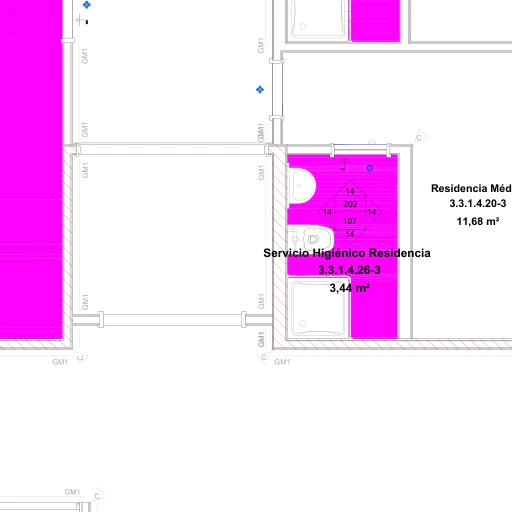 GM1
GM1
GM1
GM1
GM1
GM1
C
Residencia Méd
3.3.1.4.20-3
11,68 m²
14
202
14
14
107
14
Servicio Higiénico Residencia
3.3.1.4.26-3
3,44 m²
GM1
GM1
GM1
C
C
GM1
GM1
GM1
C